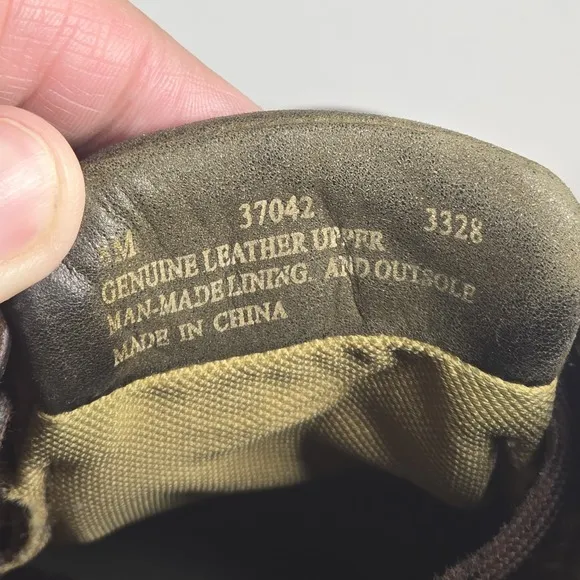 M 37042 3328
GENUINE LEATHER UPPER
MAN-MADE LINING, AND OUTSOLE
MADE IN CHINA